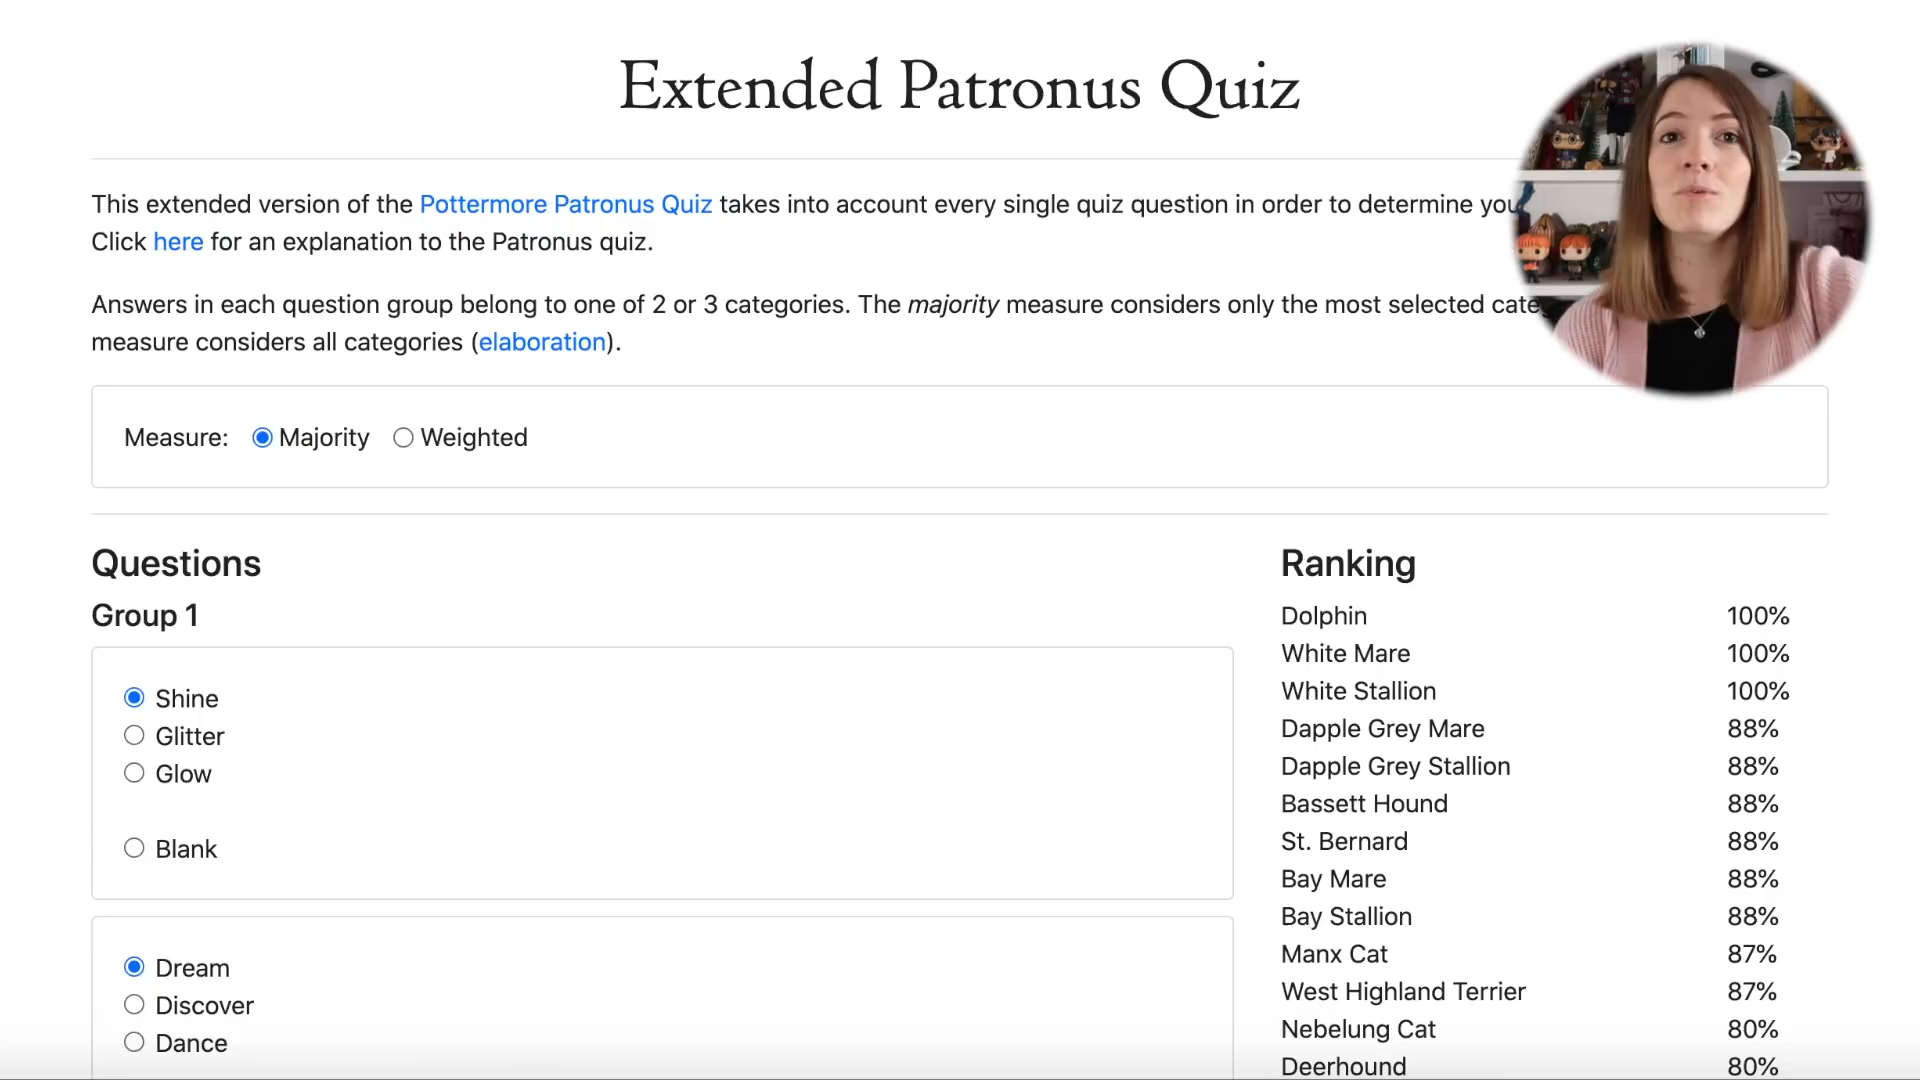 Extended Patronus Quiz
This extended version of the Pottermore Patronus Quiz takes into account every single quiz question in order to determine
Click here for an explanation to the Patronus quiz.
Answers in each question group belong to one of 2 or 3 categories. The majority measure considers only the most selected
measure considers all categories (elaboration).
Measure: Majority Weighted
Questions
Group 1
Shine
Glitter
Glow
Blank
Dream
Discover
Dance
Ranking
Dolphin 100%
White Mare 100%
White Stallion 100%
Dapple Grey Mare 88%
Dapple Grey Stallion 88%
Bassett Hound 88%
St. Bernard 88%
Bay Mare 88%
Bay Stallion 88%
Manx Cat 87%
West Highland Terrier 87%
Nebelung Cat 80%
Deerhound 80%